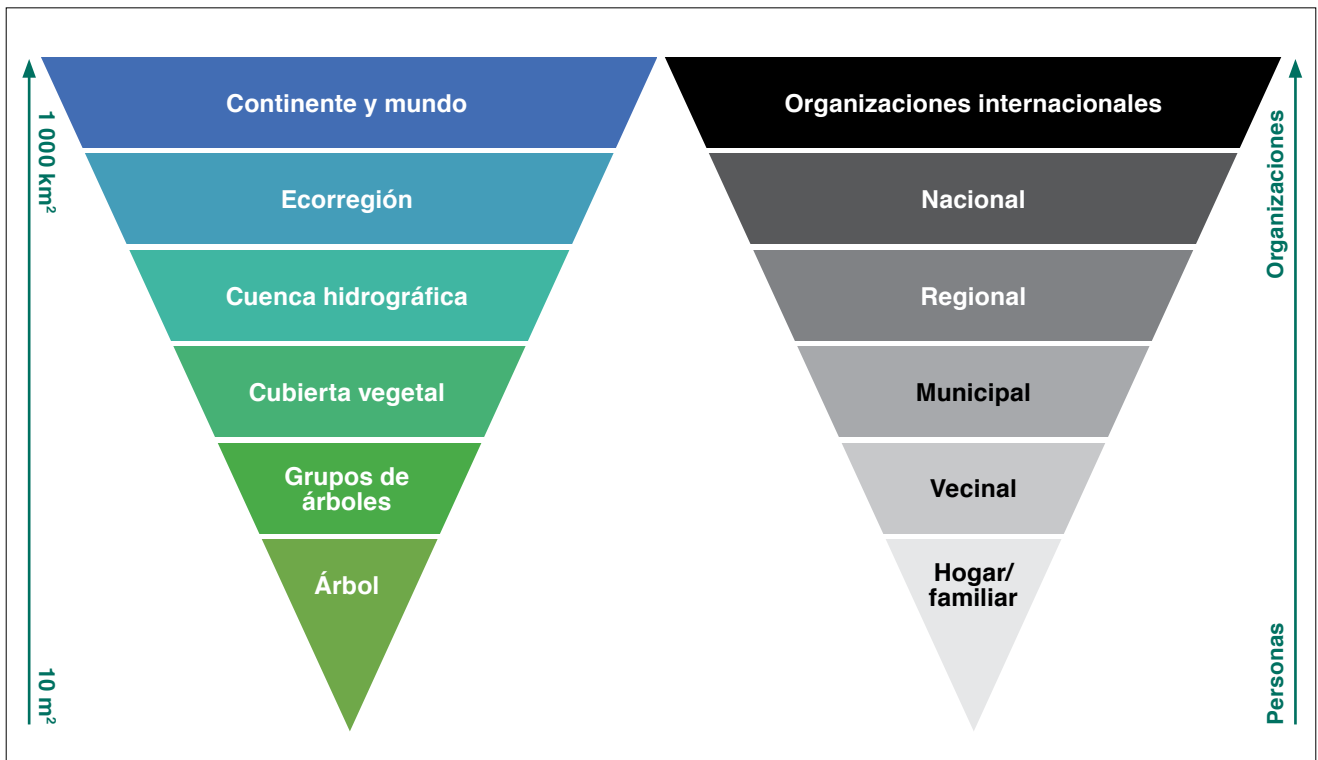 Continente y mundo
Ecorregión
Cuenca hidrográfica
Cubierta vegetal
Grupos de
árboles
Árbol
1 000 km²
10 m²
Organizaciones internacionales
Nacional
Regional
Municipal
Vecinal
Hogar/
familiar
Organizaciones
Personas